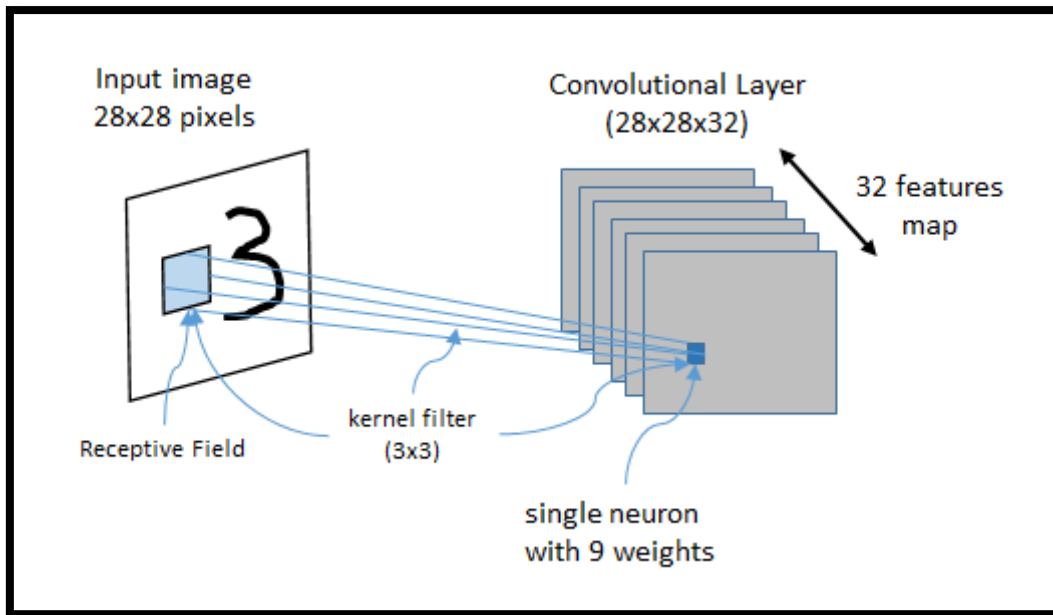 Input image
28x28 pixels
3
Convolutional Layer
(28x28x32)
32 features
map
Receptive Field
kernel filter
(3x3)
single neuron
with 9 weights